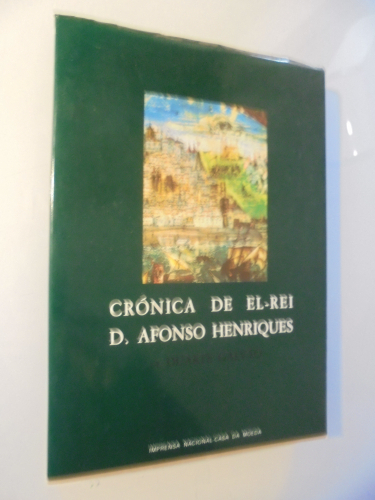 CRÓNICA DE EL-REI
D. AFONSO HENRIQUES
IMPRENSA NACIONAL CASA DA MOEDA